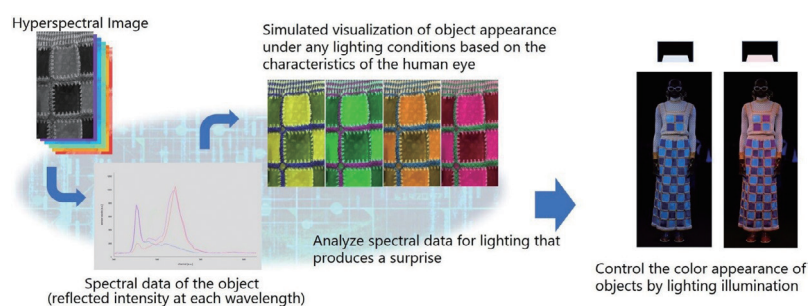 Hyperspectral Image
Simulated visualization of object appearance
under any lighting conditions based on the
characteristics of the human eye
Spectral data of the object
(reflected intensity at each wavelength)
Analyze spectral data for lighting that
produces a surprise
Control the color appearance of
objects by lighting illumination